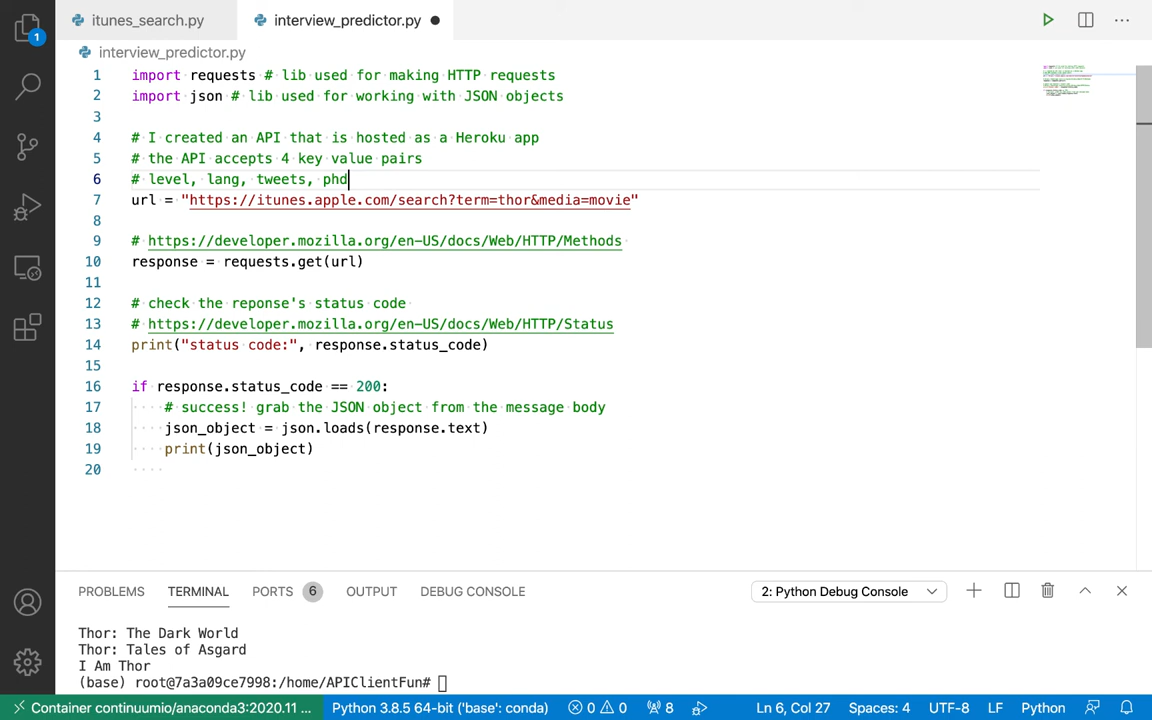 itunes_search.py
interview_predictor.py
1
interview_predictor.py
1 import requests # lib used for making HTTP requests
2 import json # lib used for working with JSON objects
3
4 # I created an API that is hosted as a Heroku app
5 # the API accepts 4 key value pairs
6 # level, lang, tweets, phd
7 url = "https://itunes.apple.com/search?term=thor&media=movie"
8
9 # https://developer.mozilla.org/en-US/docs/Web/HTTP/Methods
10 response = requests.get(url)
11
12 # check the reponse's status code
13 # https://developer.mozilla.org/en-US/docs/Web/HTTP/Status
14 print("status code:", response.status_code)
15
16 if response.status_code == 200:
17 # success! grab the JSON object from the message body
18 json_object = json.loads(response.text)
19 print(json_object)
20
PROBLEMS TERMINAL PORTS 6 OUTPUT DEBUG CONSOLE 2: Python Debug Console
Thor: The Dark World
Thor: Tales of Asgard
I Am Thor
(base) root@7a3a09ce7998:/home/APIClientFun#
Container continuumio/anaconda3:2020.11 ... Python 3.8.5 64-bit ('base': conda) 0 0 8 Ln 6, Col 27 Spaces: 4 UTF-8 LF Python